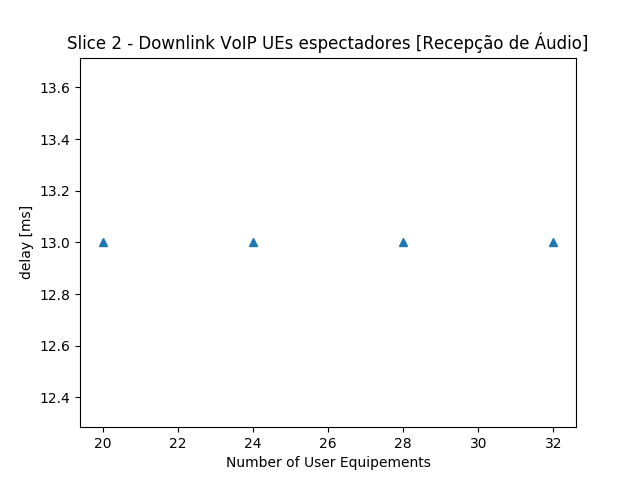 Slice 2 - Downlink VoIP UEs espectadores [Recepção de Áudio]
13.6
13.4
13.2
13.0
12.8
12.6
12.4
delay [ms]
20 22 24 26 28 30 32
Number of User Equipements